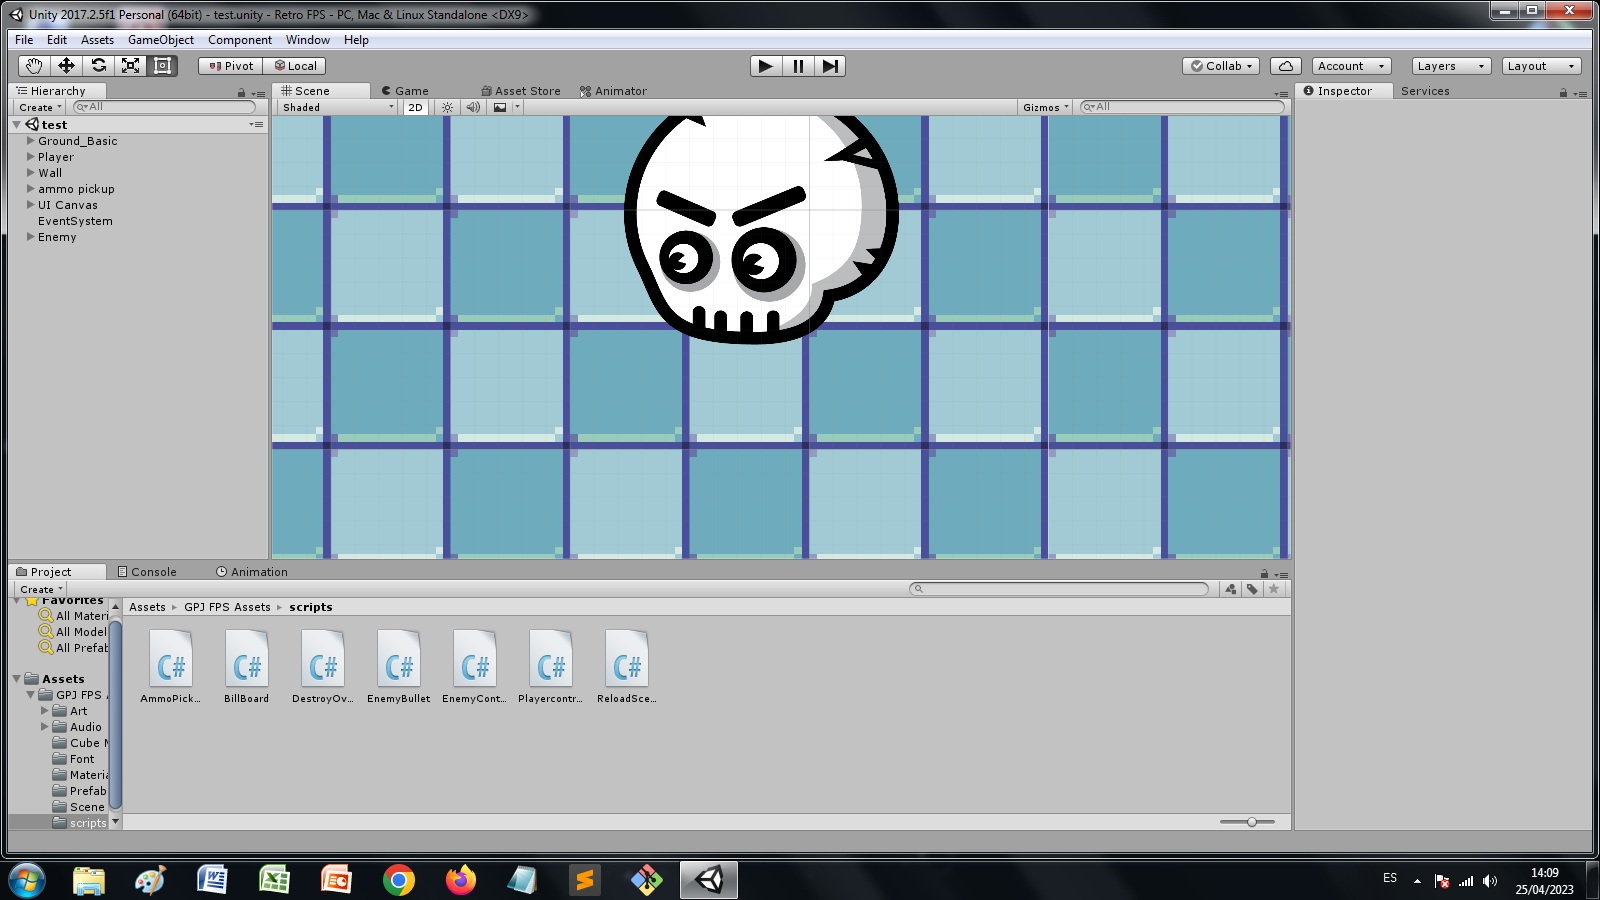 Unity 2017.2.5f1 Personal (64bit) - test.unity - Retro FPS - PC, Mac & Linux Standalone <DX9>
File Edit Assets GameObject Component Window Help
Pivot Local Collab Account Layers Layout
Hierarchy
Create All
test
Ground_Basic
Player
Wall
ammo pickup
UI Canvas
EventSystem
Enemy
Scene Game Asset Store Animator
Shaded 2D Gizmos All
Inspector Services
Project Console Animation
Create
Favorites
All Materi
All Model
All Prefab
Assets
GPJ FPS
Art
Audio
Cube
Font
Materia
Prefab
Scene
scripts
Assets GPJ FPS Assets scripts
C# C# C# C# C# C# C#
AmmoPick... BillBoard DestroyOv... EnemyBullet EnemyCont... Playercontr... ReloadSce...
ES
14:09
25/04/2023